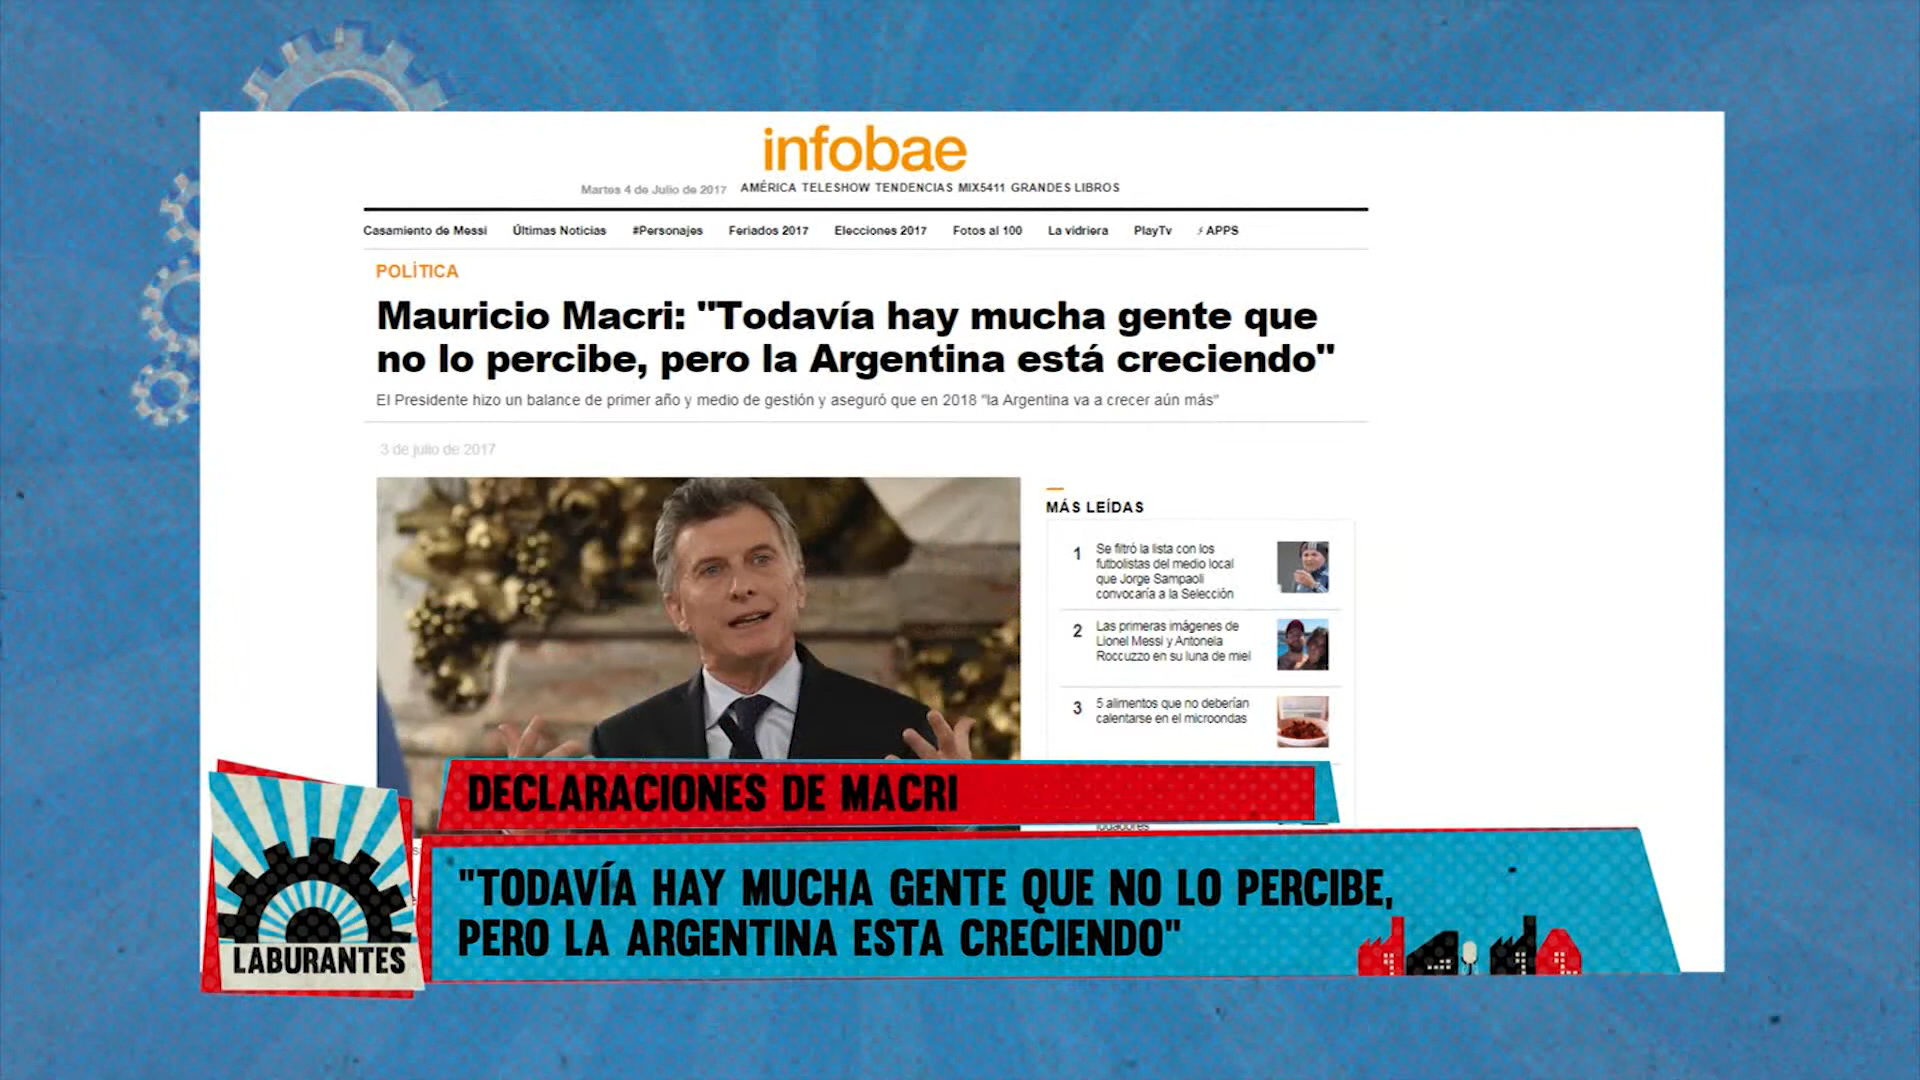 infobae
Martes 4 de Julio de 2017 AMÉRICA TELESHOW TENDENCIAS MIX5411 GRANDES LIBROS
Casamiento de Messi Últimas Noticias #Personajes Feriados 2017 Elecciones 2017 Fotos al 100 La vidriera PlayTv APPS
POLÍTICA
Mauricio Macri: "Todavía hay mucha gente que
no lo percibe, pero la Argentina está creciendo"
El Presidente hizo un balance de primer año y medio de gestión y aseguró que en 2018 "la Argentina va a crecer aún más"
3 de julio de 2017
MÁS LEÍDAS
1 Se filtró la lista con los
futbolistas del medio local
que Jorge Sampaoli
convocaría a la Selección
2 Las primeras imágenes de
Lionel Messi y Antonela
Roccuzzo en su luna de miel
3 5 alimentos que no deberían
calentarse en el microondas
DECLARACIONES DE MACRI
"TODAVÍA HAY MUCHA GENTE QUE NO LO PERCIBE,
PERO LA ARGENTINA ESTA CRECIENDO"
LABURANTES